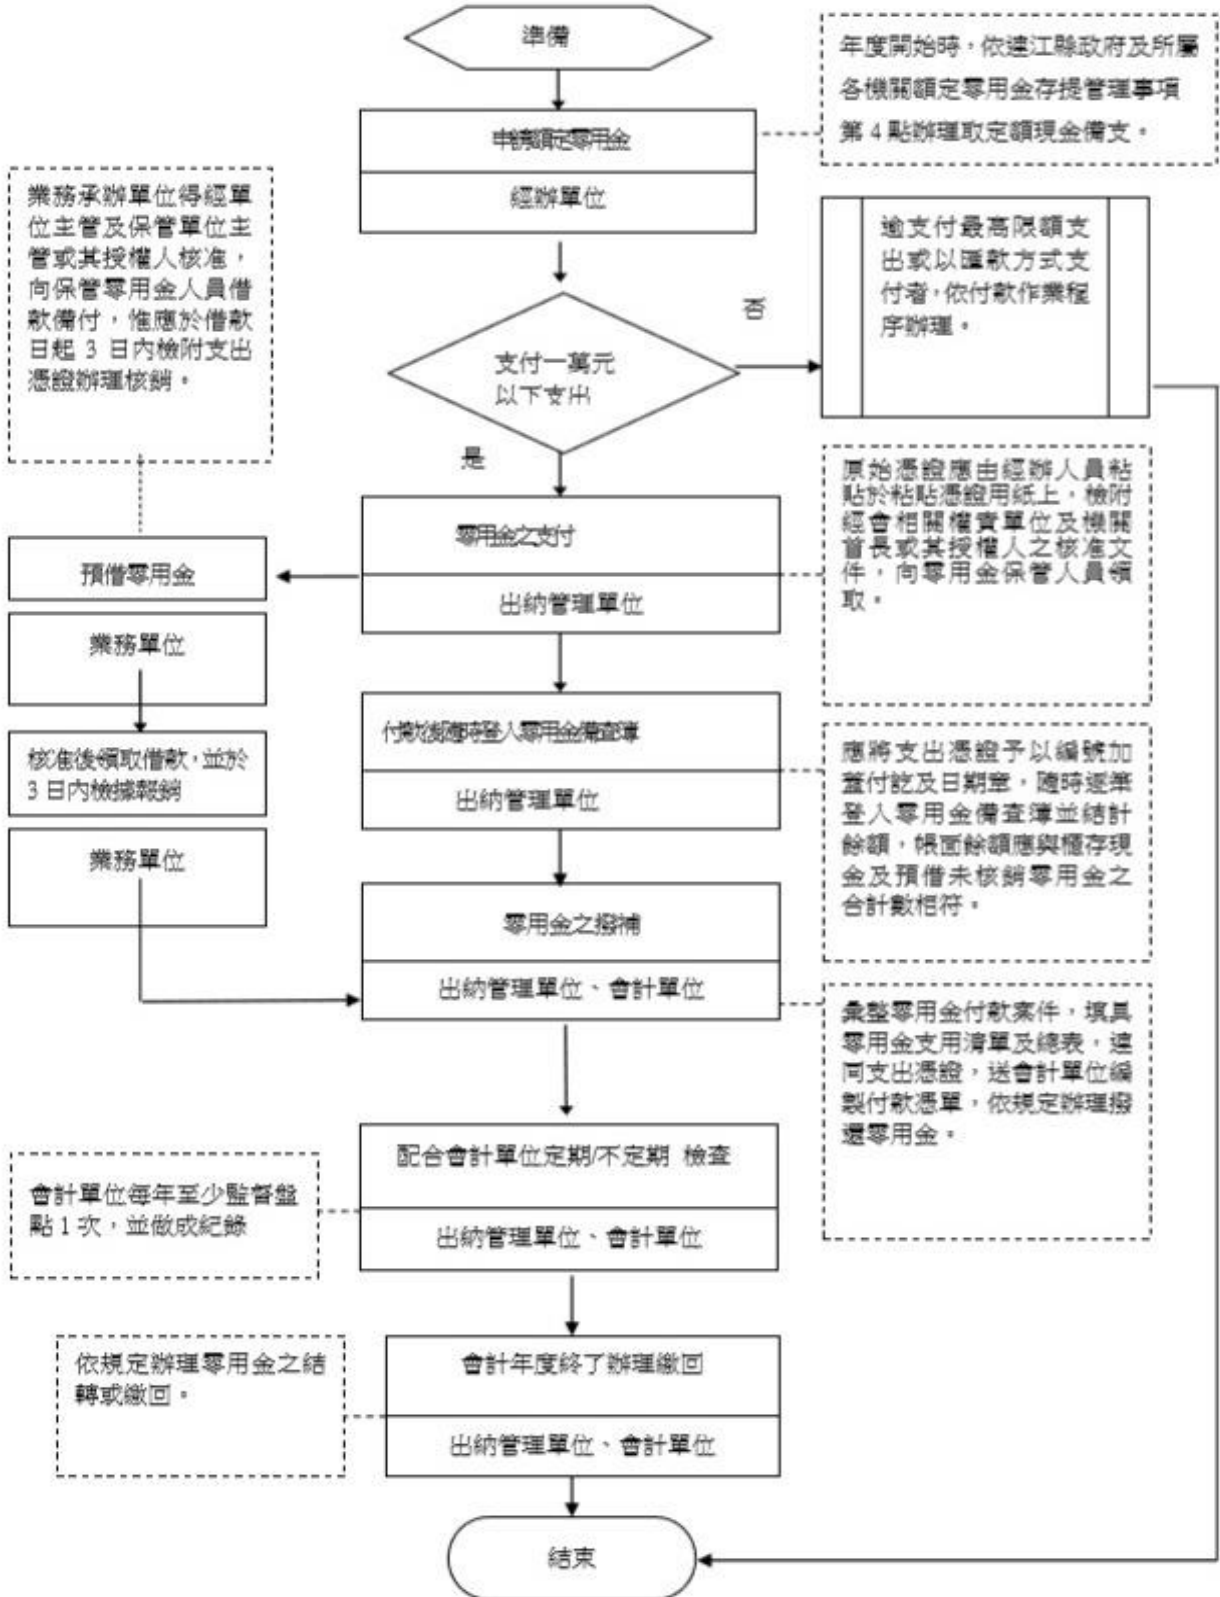 準備
年度開始時，依連江縣政府及所屬
各機關額定零用金存提管理事項
第 4 點辦理取定額現金備支。
申請額定零用金
經辦單位
業務承辦單位得經單
位主管及保管單位主
管或其授權人核准，
向保管零用金人員借
款備付，惟應於借款
日起 3 日內檢附支出
憑證辦理核銷。
逾支付最高限額支
出或以匯款方式支
付者，依付款作業程
序辦理。
否
支付一萬元
以下支出
是
原始憑證應由經辦人員粘
貼於粘貼憑證用紙上，檢附
經會相關權責單位及機關
首長或其授權人之核准文
件，向零用金保管人員領
取。
零用金之支付
出納管理單位
預借零用金
業務單位
核准後領取借款，並於
3 日內檢據報銷
業務單位
付款後隨時登入零用金備查簿
出納管理單位
應將支出憑證予以編號加
蓋付訖及日期章，隨時逐筆
登入零用金備查簿並結計
餘額，帳面餘額應與櫃存現
金及預借未核銷零用金之
合計數相符。
零用金之撥補
出納管理單位、會計單位
彙整零用金付款案件，填具
零用金支用清單及總表，連
同支出憑證，送會計單位編
製付款憑單，依規定辦理撥
還零用金。
配合會計單位定期/不定期 檢查
出納管理單位、會計單位
會計單位每年至少監督盤
點 1 次，並做成紀錄
會計年度終了辦理繳回
出納管理單位、會計單位
依規定辦理零用金之結
轉或繳回。
結束